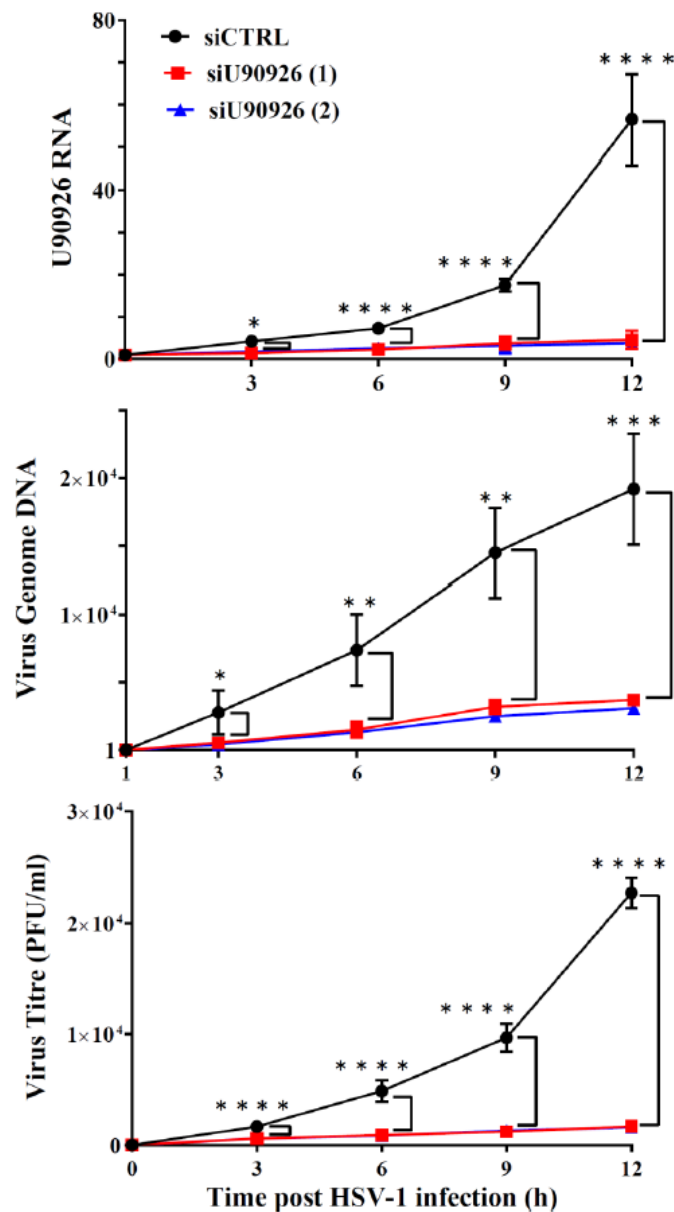 80
siCTRL
siU90926 (1)
siU90926 (2)
* * * *
U90926 RNA
40
* * * *
* * * *
*
0
3 6 9 12
* * *
Virus Genome DNA
2×10⁴
* *
* *
1×10⁴
*
1
1 3 6 9 12
3×10⁴
Virus Titre (PFU/ml)
* * * *
2×10⁴
* * * *
1×10⁴
* * * *
* * * *
0
0 3 6 9 12
Time post HSV-1 infection (h)